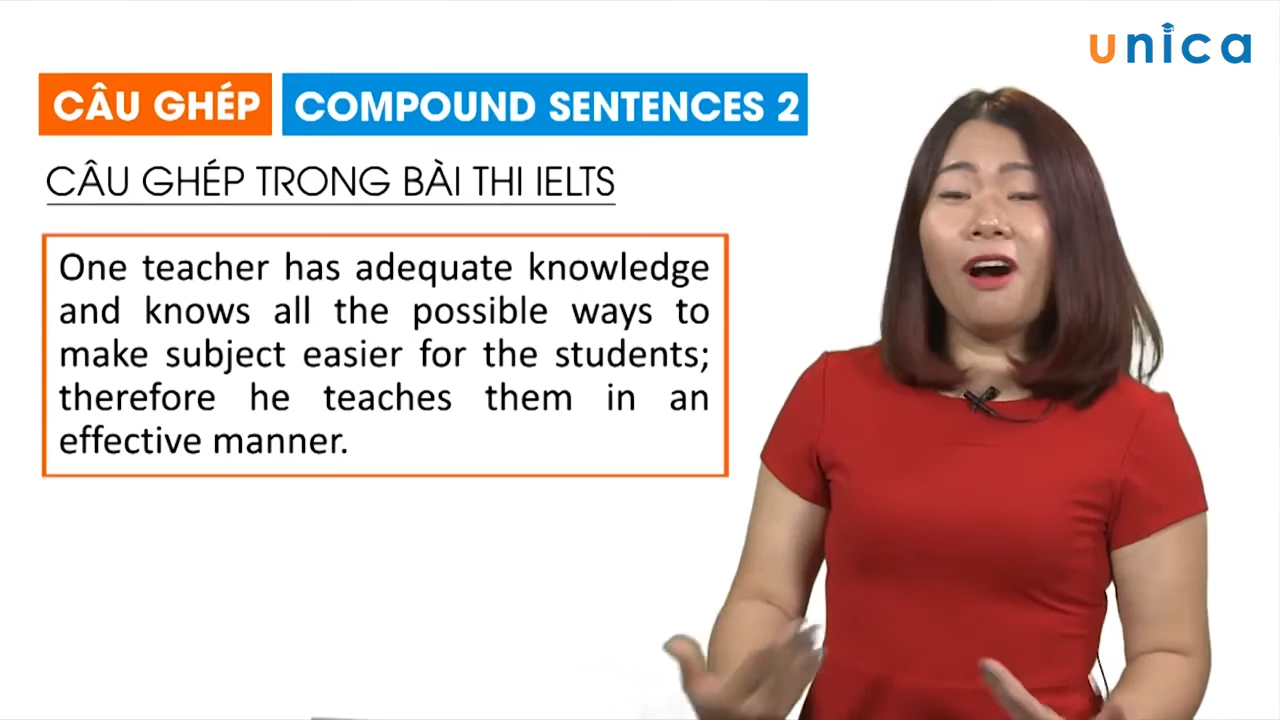 unica
CÂU GHÉP COMPOUND SENTENCES 2
CÂU GHÉP TRONG BÀI THI IELTS
One teacher has adequate knowledge
and knows all the possible ways to
make subject easier for the students;
therefore he teaches them in an
effective manner.